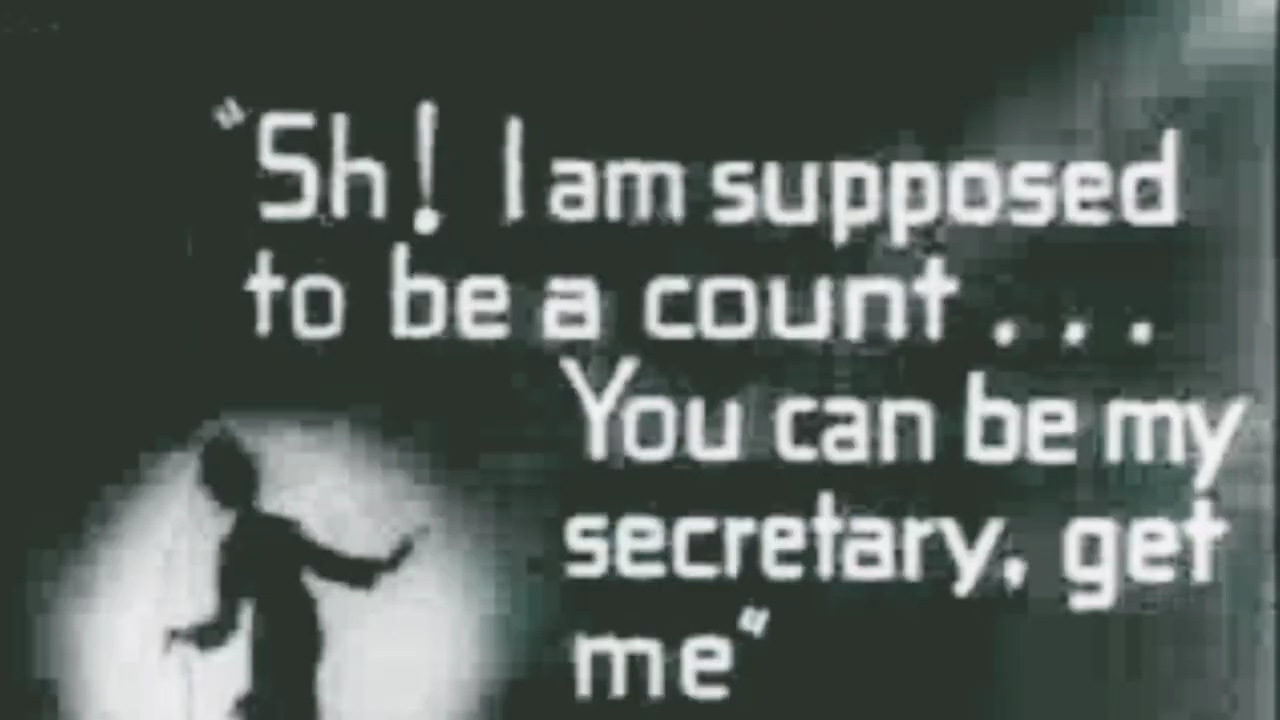 "Sh! I am supposed
to be a count . . .
You can be my
secretary, get
me"